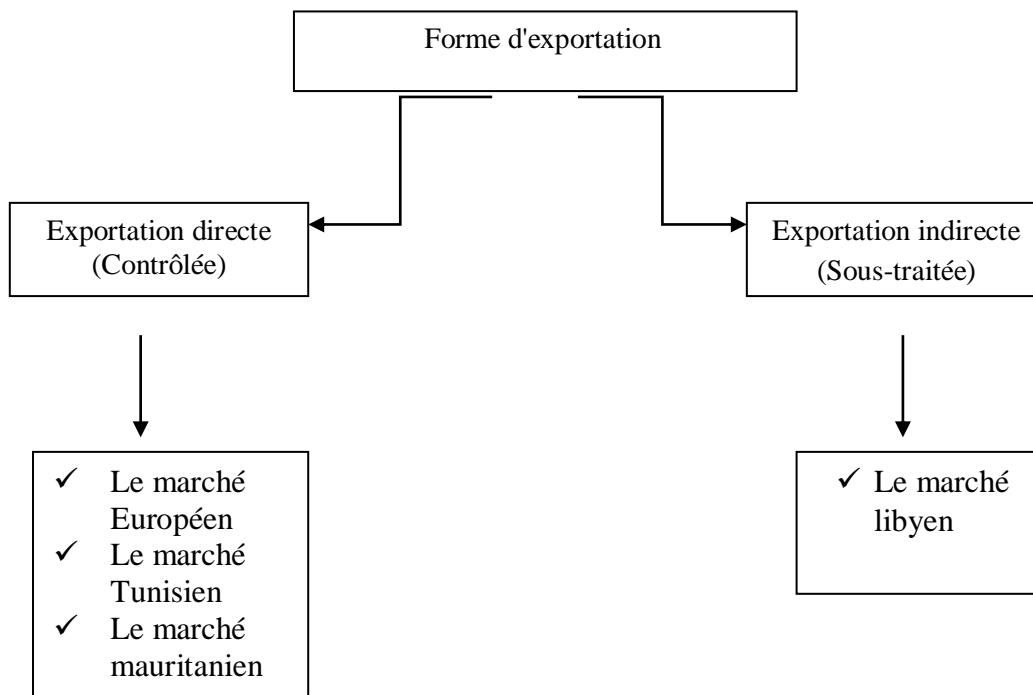 Forme d'exportation
Exportation directe
(Contrôlée)
Exportation indirecte
(Sous-traitée)
✓ Le marché
Européen
✓ Le marché
Tunisien
✓ Le marché
mauritanien
✓ Le marché
libyen